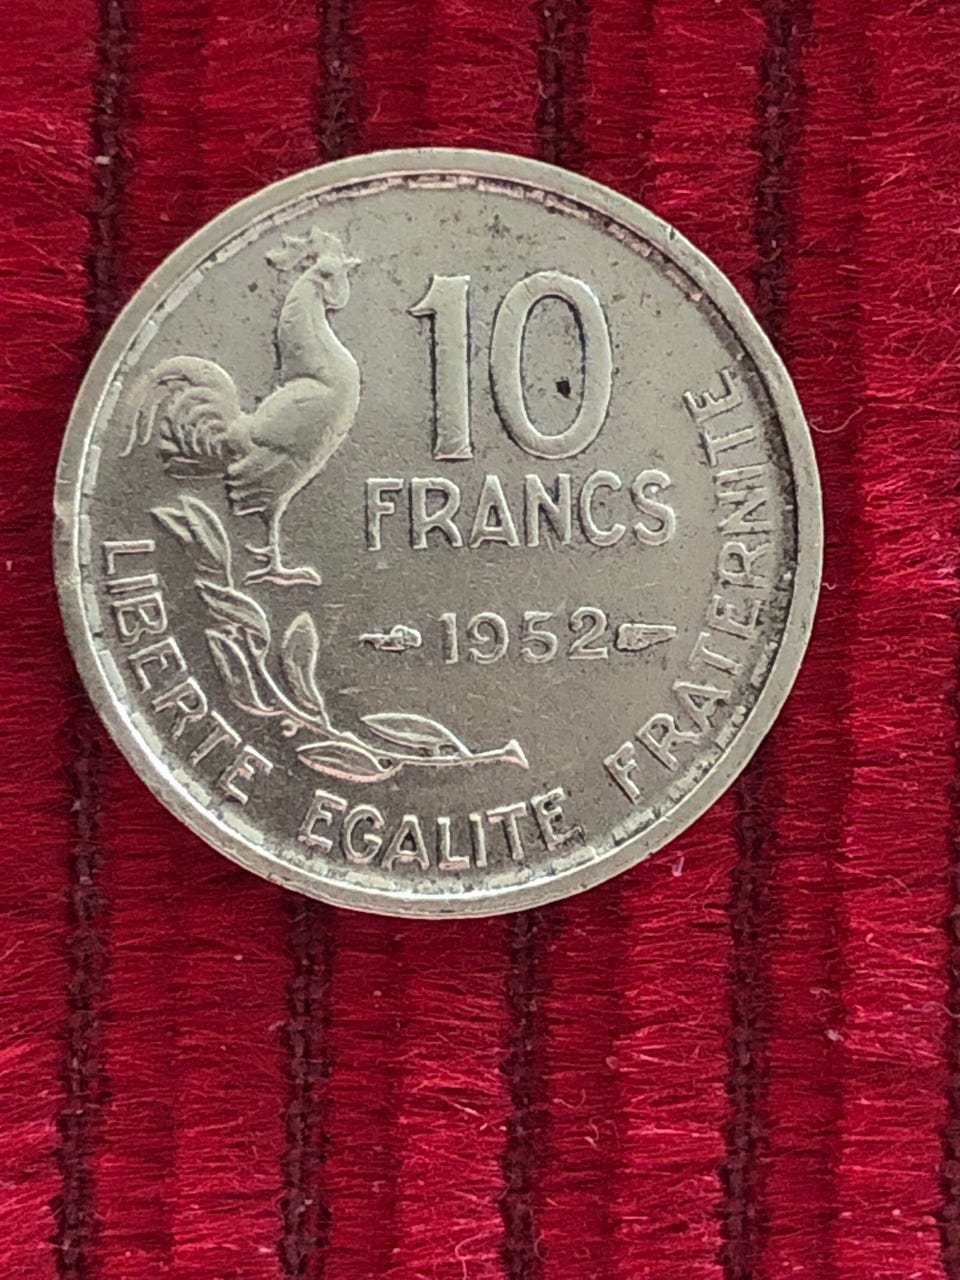 10
FRANCS
1952
LIBERTE EGALITE FRATERNITE